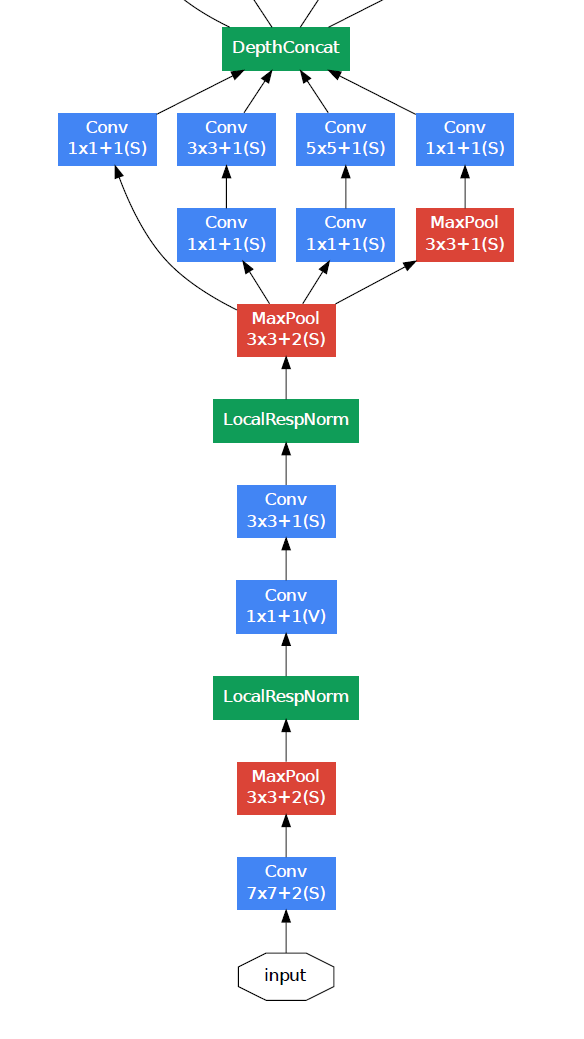 DepthConcat
Conv
1x1+1(S)
Conv
3x3+1(S)
Conv
5x5+1(S)
Conv
1x1+1(S)
Conv
1x1+1(S)
Conv
1x1+1(S)
MaxPool
3x3+1(S)
MaxPool
3x3+2(S)
LocalRespNorm
Conv
3x3+1(S)
Conv
1x1+1(V)
LocalRespNorm
MaxPool
3x3+2(S)
Conv
7x7+2(S)
input